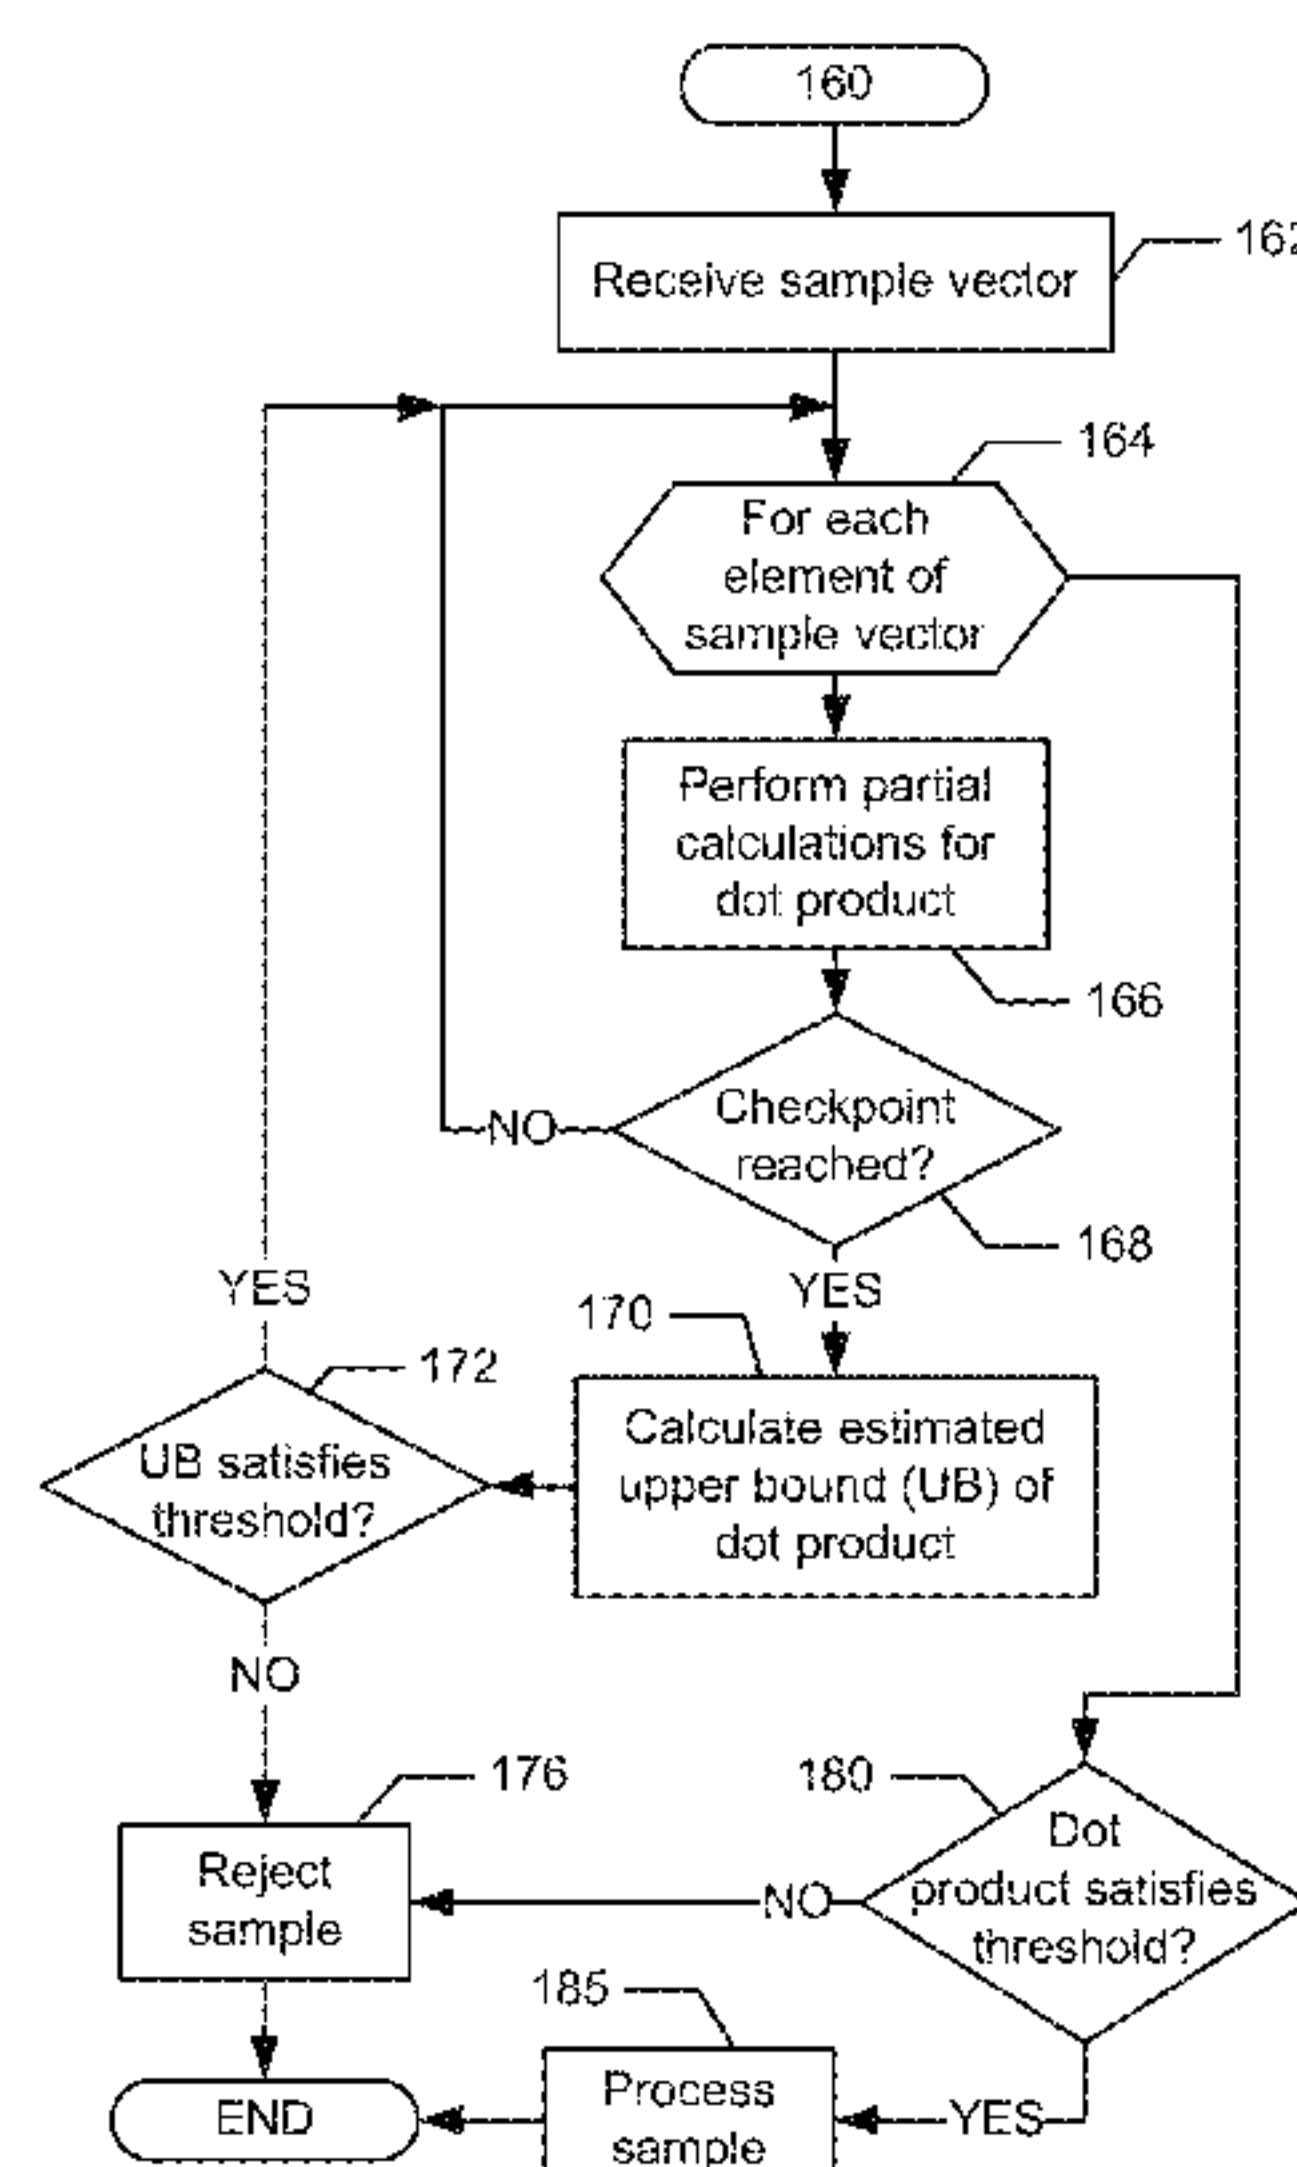 160
Receive sample vector
162
164
For each
element of
sample vector
Perform partial
calculations for
dot product
166
Checkpoint
reached?
NO
168
YES
YES
170
172
Calculate estimated
upper bound (UB) of
dot product
UB satisfies
threshold?
NO
176
180
Reject
sample
Dot
product satisfies
threshold?
NO
185
Process
sample
YES
END